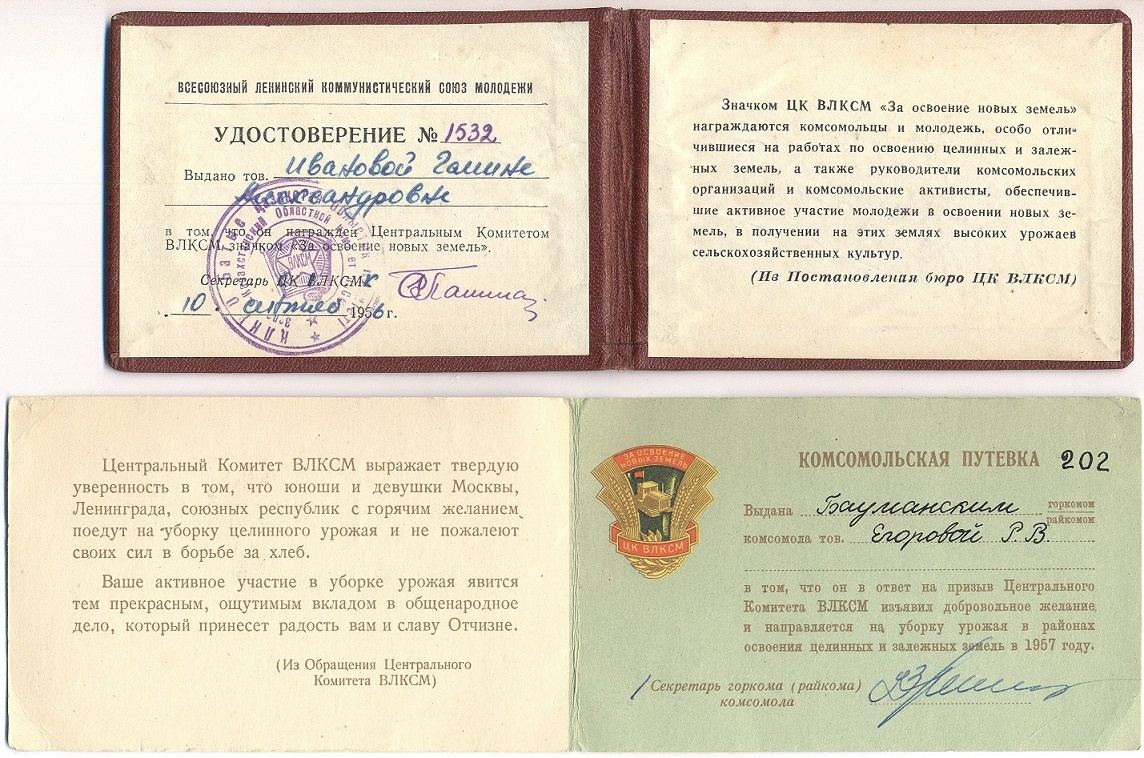 ВСЕСОЮЗНЫЙ ЛЕНИНСКИЙ КОММУНИСТИЧЕСКИЙ СОЮЗ МОЛОДЕЖИ
УДОСТОВЕРЕНИЕ № 1532
Выдано тов. Ивановой Галине
Александровне
в том, что он награжден Центральным Комитетом
ВЛКСМ значком «За освоение новых земель».
Секретарь ЦК ВЛКСМ
10 1956 г.
ВЛКСМ
Значком ЦК ВЛКСМ «За освоение новых земель»
награждаются комсомольцы и молодежь, особо отли-
чившиеся на работах по освоению целинных и залеж-
ных земель, а также руководители комсомольских
организаций и комсомольские активисты, обеспечив-
шие активное участие молодежи в освоении новых зе-
мель, в получении на этих землях высоких урожаев
сельскохозяйственных культур.
(Из Постановления бюро ЦК ВЛКСМ)
Центральный Комитет ВЛКСМ выражает твердую
уверенность в том, что юноши и девушки Москвы,
Ленинграда, союзных республик с горячим желанием
поедут на уборку целинного урожая и не пожалеют
своих сил в борьбе за хлеб.
Ваше активное участие в уборке урожая явится
тем прекрасным, ощутимым вкладом в общенародное
дело, который принесет радость вам и славу Отчизне.
(Из Обращения Центрального
Комитета ВЛКСМ)
ЗА ОСВОЕНИЕ
НОВЫХ ЗЕМЕЛЬ
ЦК ВЛКСМ
КОМСОМОЛЬСКАЯ ПУТЕВКА 202
Выдана Бауманским горкомом
райкомом
комсомола тов. Егоровой Р. В.
в том, что он в ответ на призыв Центрального
Комитета ВЛКСМ изъявил добровольное желание
и направляется на уборку урожая в районах
освоения целинных и залежных земель в 1957 году.
Секретарь горкома (райкома)
комсомола